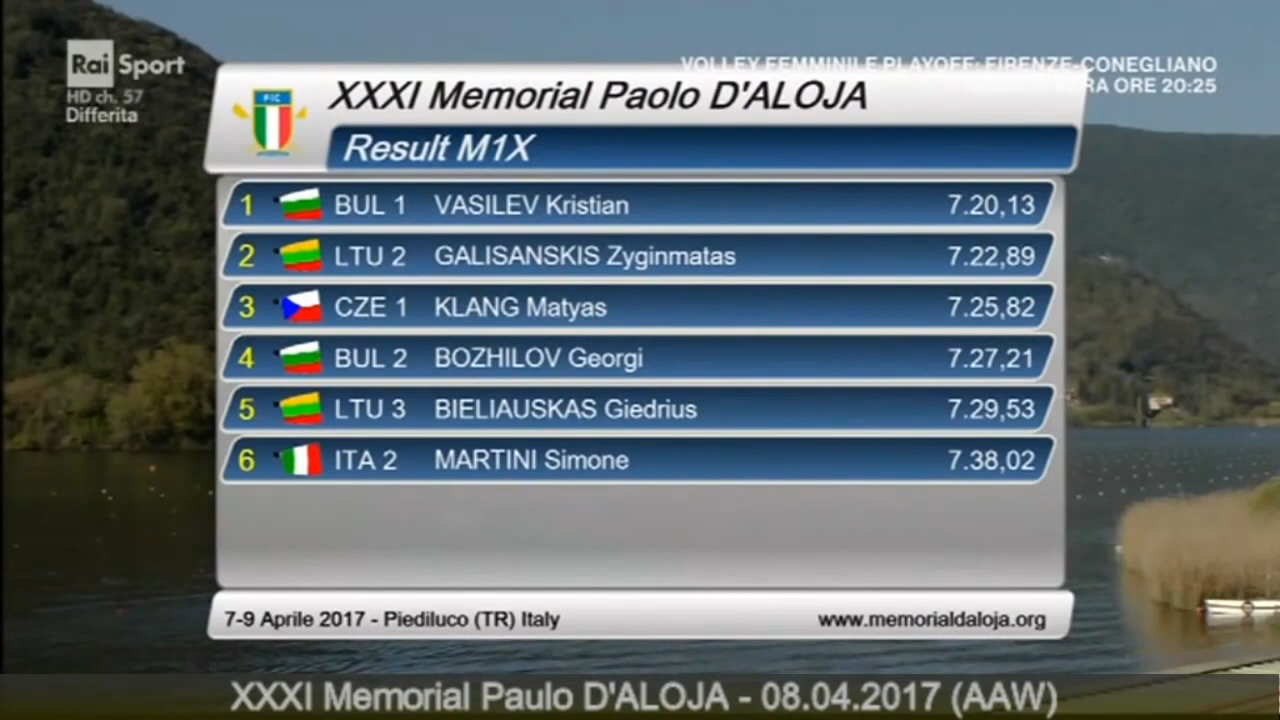 Rai Sport
HD ch. 57
Differita
VOLLEY FEMMINILE PLAYOFF: FIRENZE-CONEGLIANO
RA ORE 20:25
FIC
XXXI Memorial Paolo D'ALOJA
Result M1X
1 BUL 1 VASILEV Kristian 7.20,13
2 LTU 2 GALISANSKIS Zyginmatas 7.22,89
3 CZE 1 KLANG Matyas 7.25,82
4 BUL 2 BOZHILOV Georgi 7.27,21
5 LTU 3 BIELIAUSKAS Giedrius 7.29,53
6 ITA 2 MARTINI Simone 7.38,02
7-9 Aprile 2017 - Piediluco (TR) Italy www.memorialdaloja.org
XXXI Memorial Paulo D'ALOJA - 08.04.2017 (AAW)